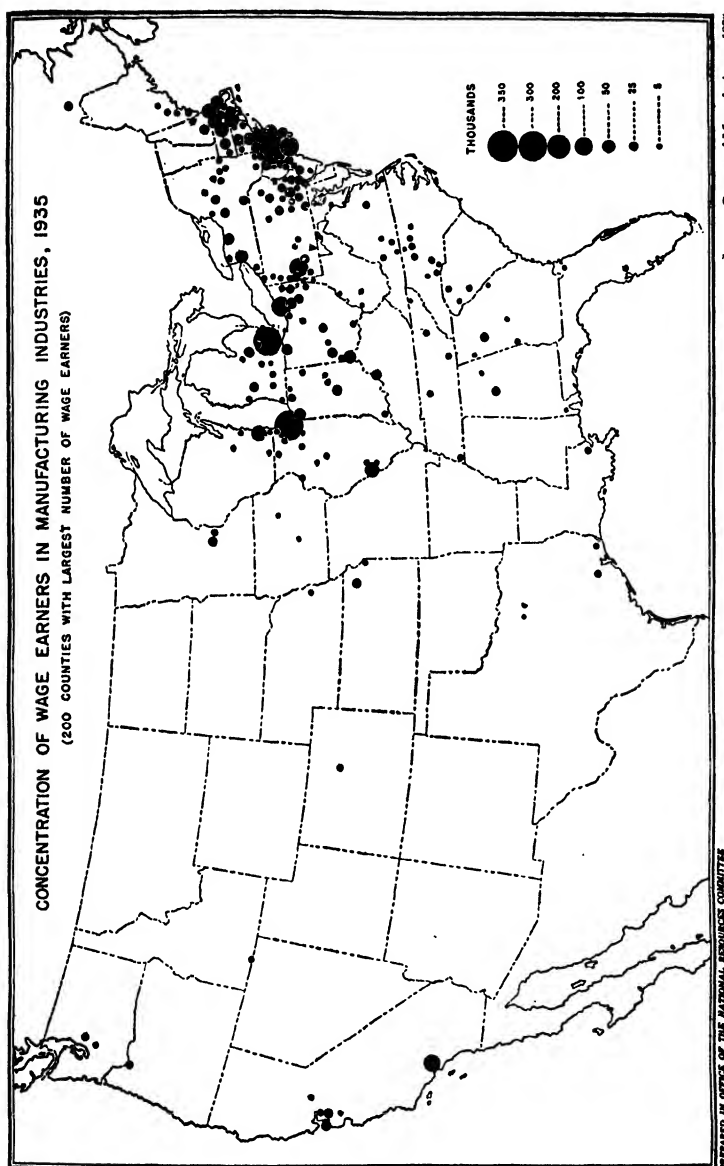 CONCENTRATION OF WAGE EARNERS IN MANUFACTURING INDUSTRIES, 1935
(200 COUNTIES WITH LARGEST NUMBER OF WAGE EARNERS)
THOUSANDS
350
300
200
100
50
25
5
PREPARED IN OFFICE OF THE NATIONAL RESOURCES COMMITTEE